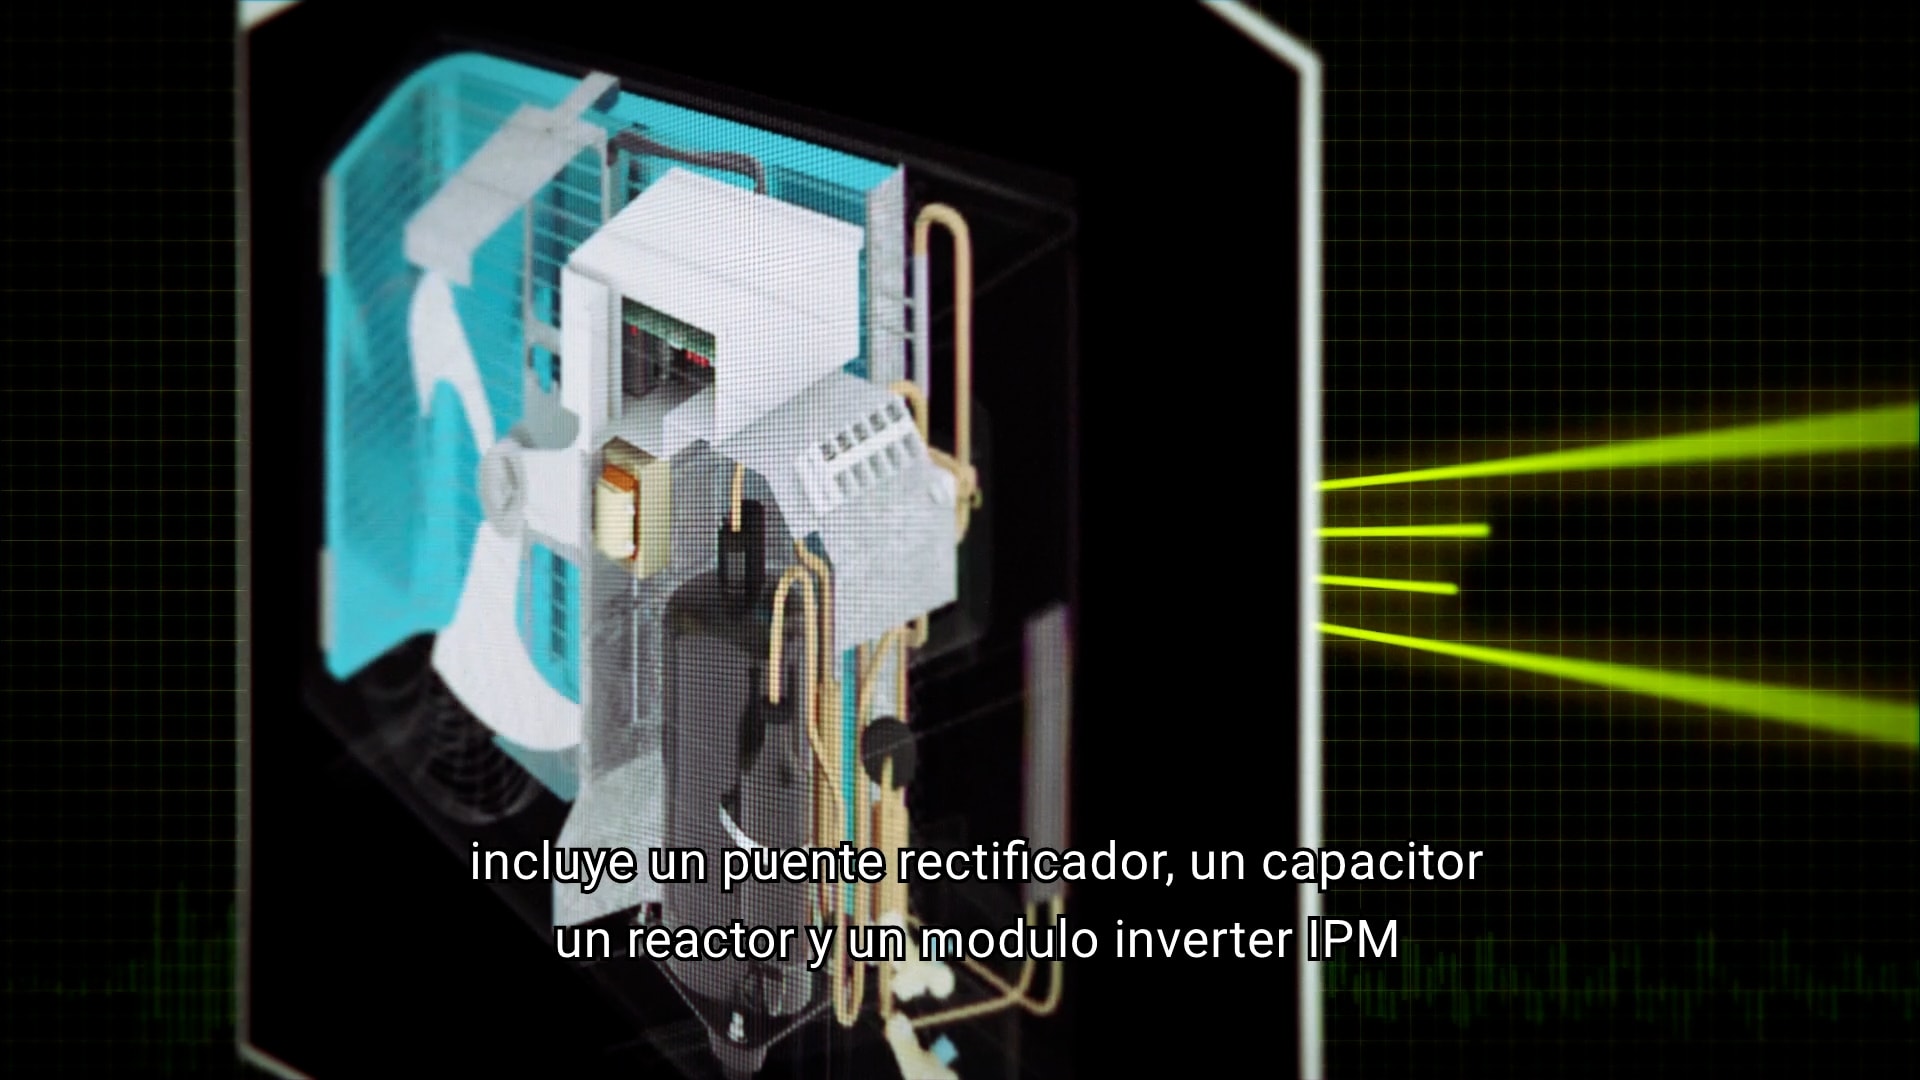 incluye un puente rectificador, un capacitor
un reactor y un modulo inverter IPM